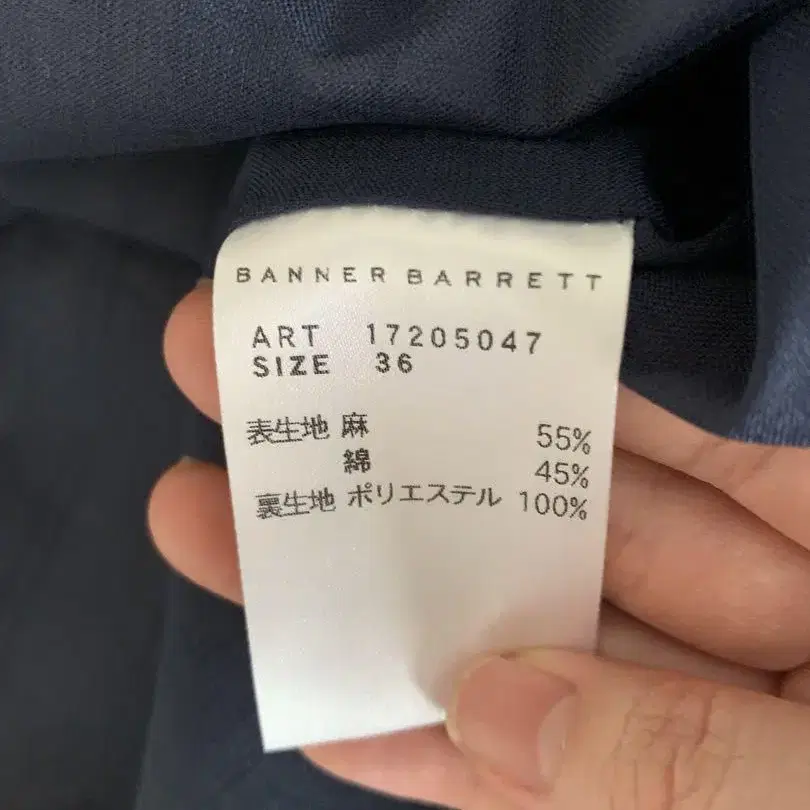 BANNER BARRETT
ART 17205047
SIZE 36
表生地 麻 55%
綿 45%
裏生地 ポリエステル 100%